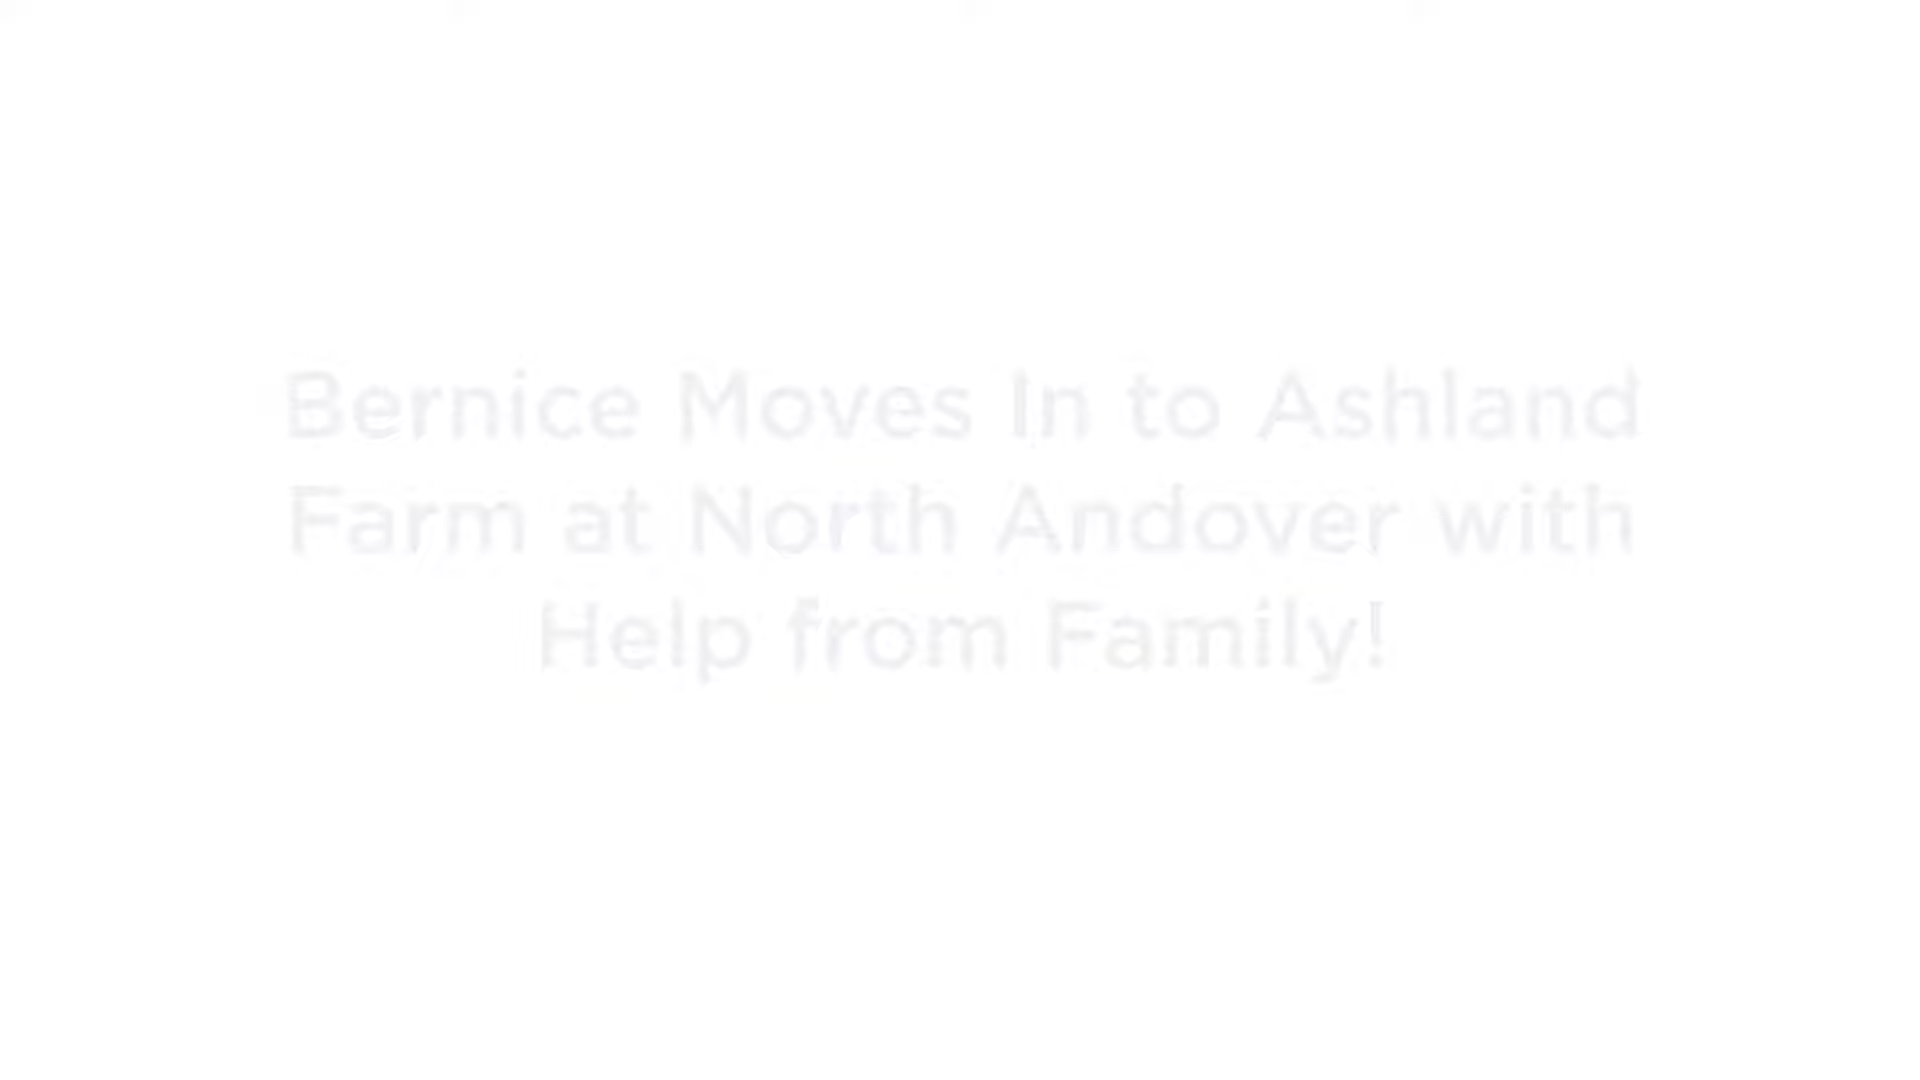 Bernice Moves In to Ashland
Farm at North Andover with
Help from Family!